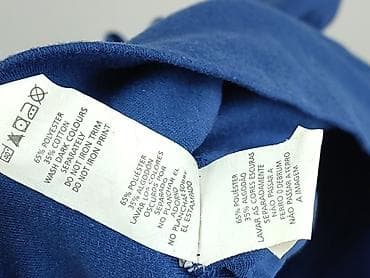 65% POLYESTER
35% COTTON
WASH DARK COLOURS
SEPARATELY
DO NOT IRON TRIM
DO NOT IRON PRINT
65% POLIÉSTER
35% ALGODÓN
LAVAR COLORES
OSCUROS POR
SEPARADO
NO PLANCHAR EL
ADORNO
NO PLANCHAR
EL ESTAMPADO
65% POLIÉSTER
35% ALGODÃO
LAVAR AS CORES ESCURAS
SEPARADAMENTE
NÃO PASSAR A
FERRO O DEBRUM
NÃO PASSAR A FERRO
A IMAGEM